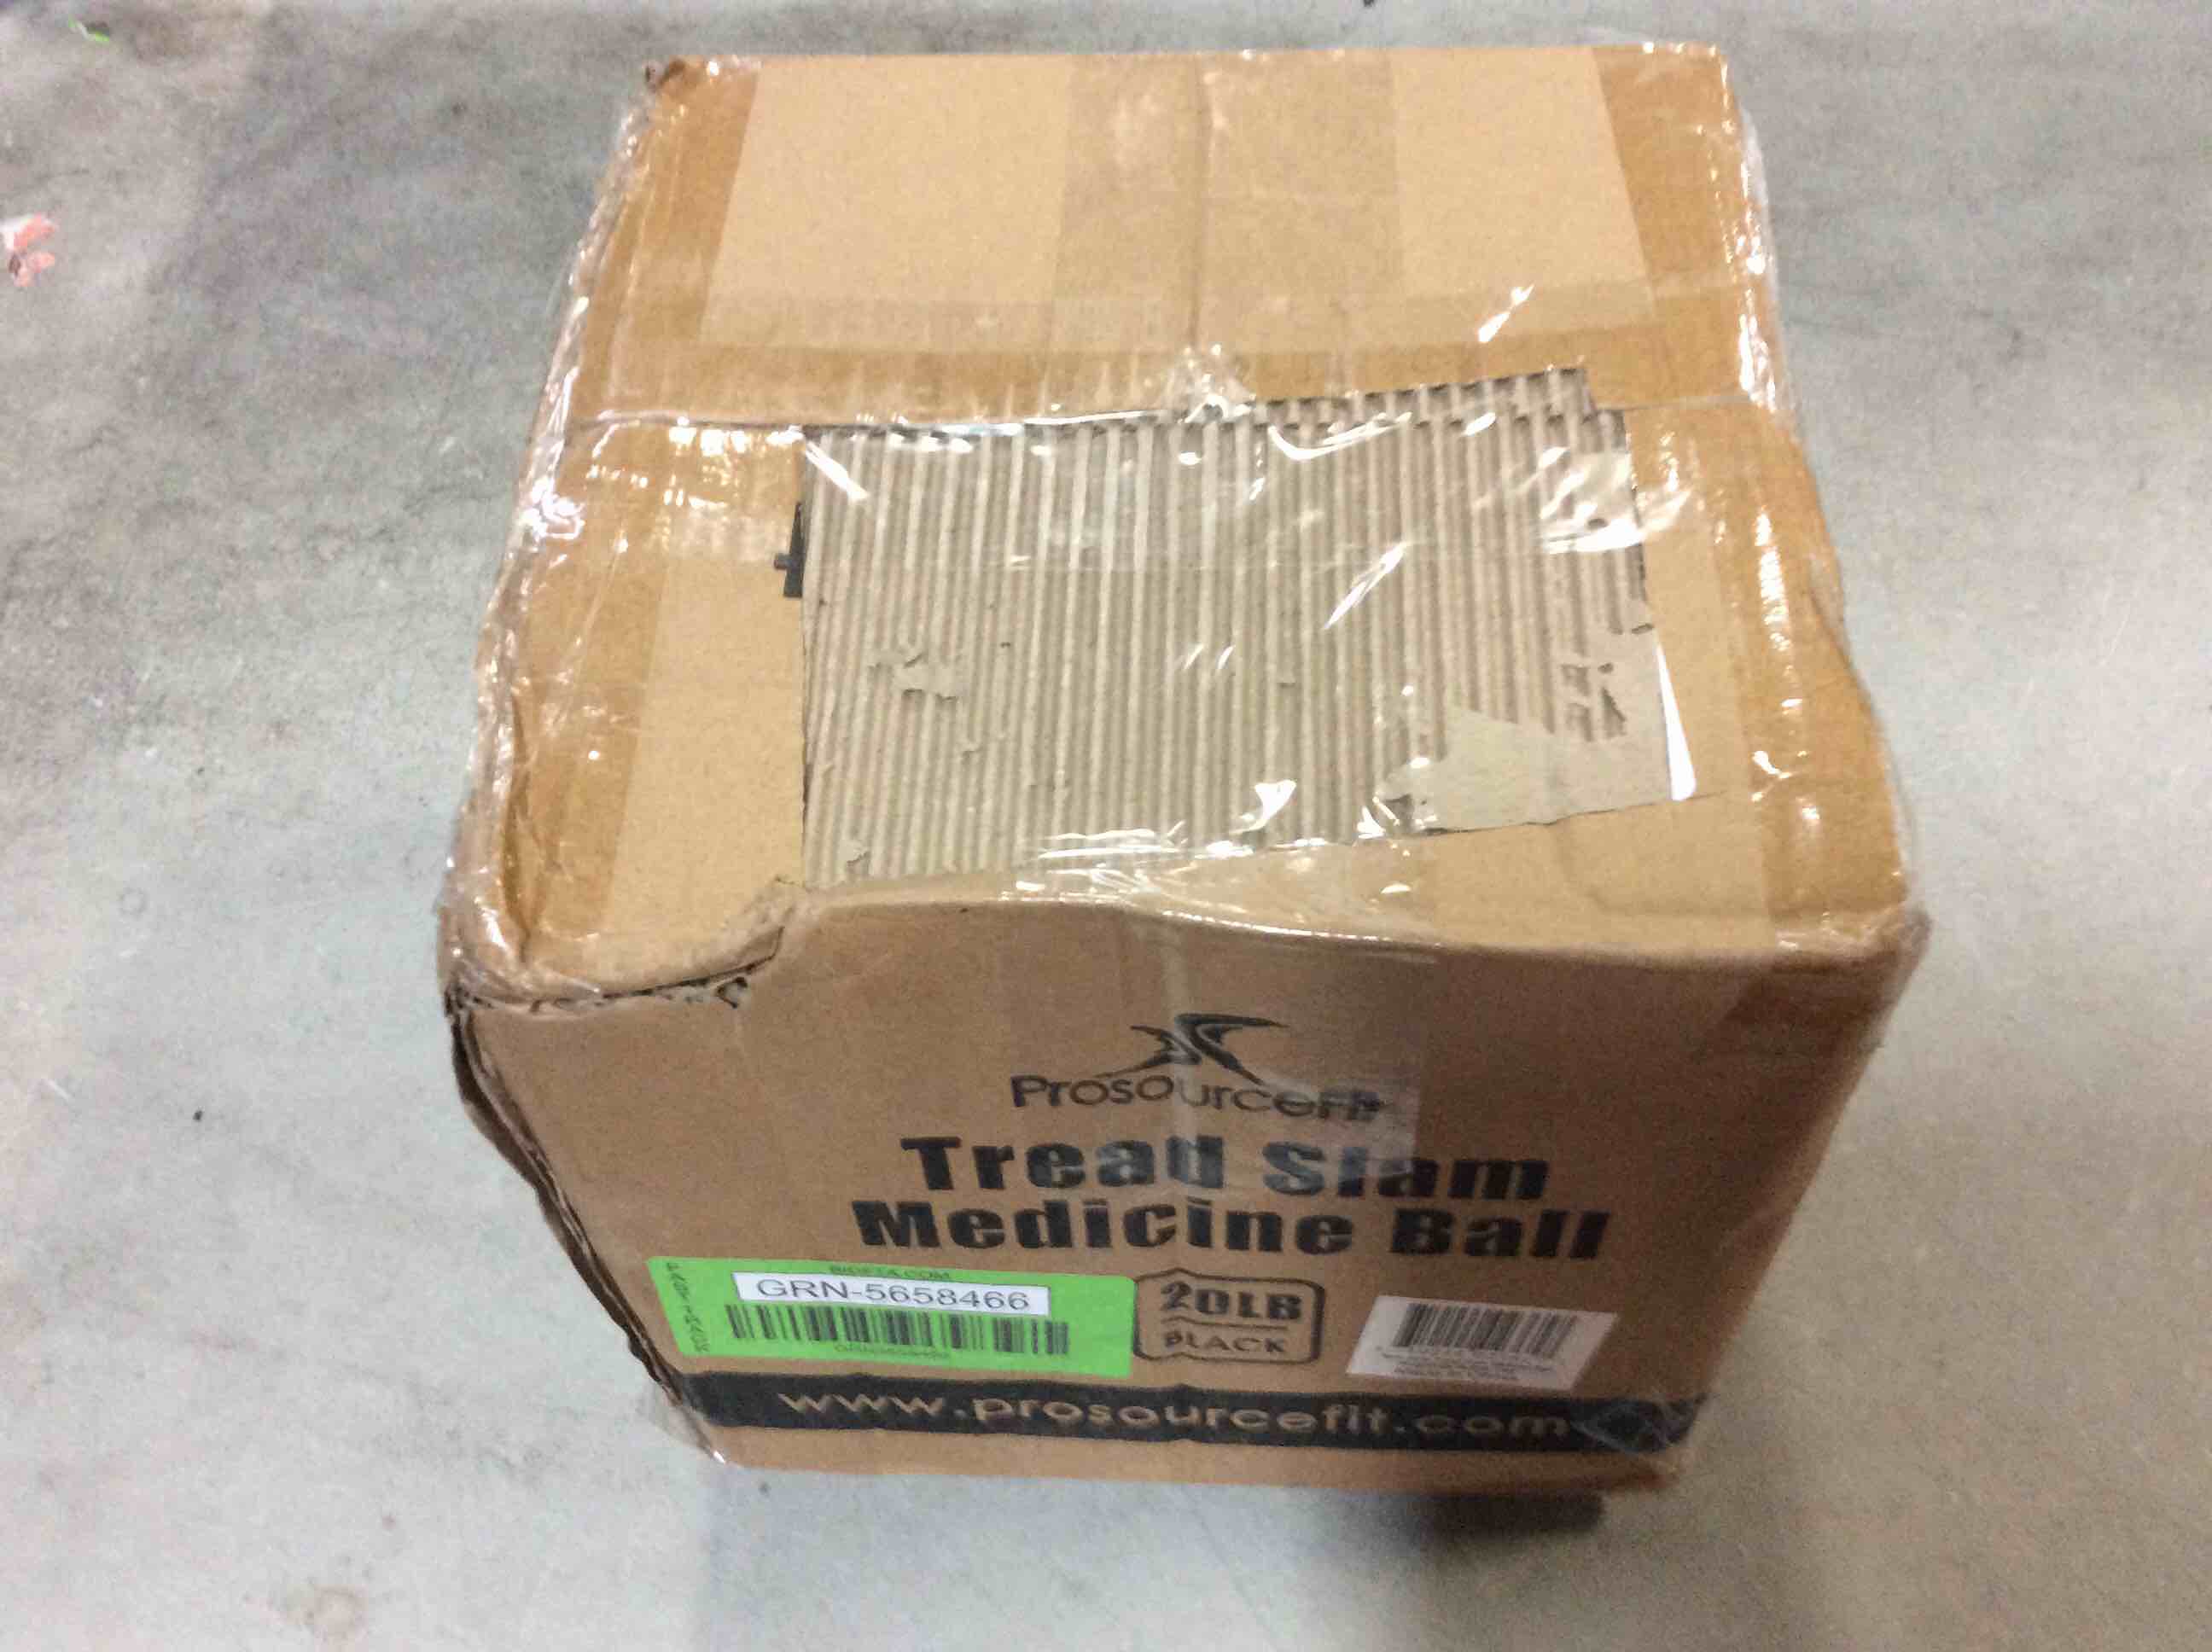 ProsourceFit
Tread Slam
Medicine Ball
GRN-5658466
20LB
BLACK
www.prosourcefit.com